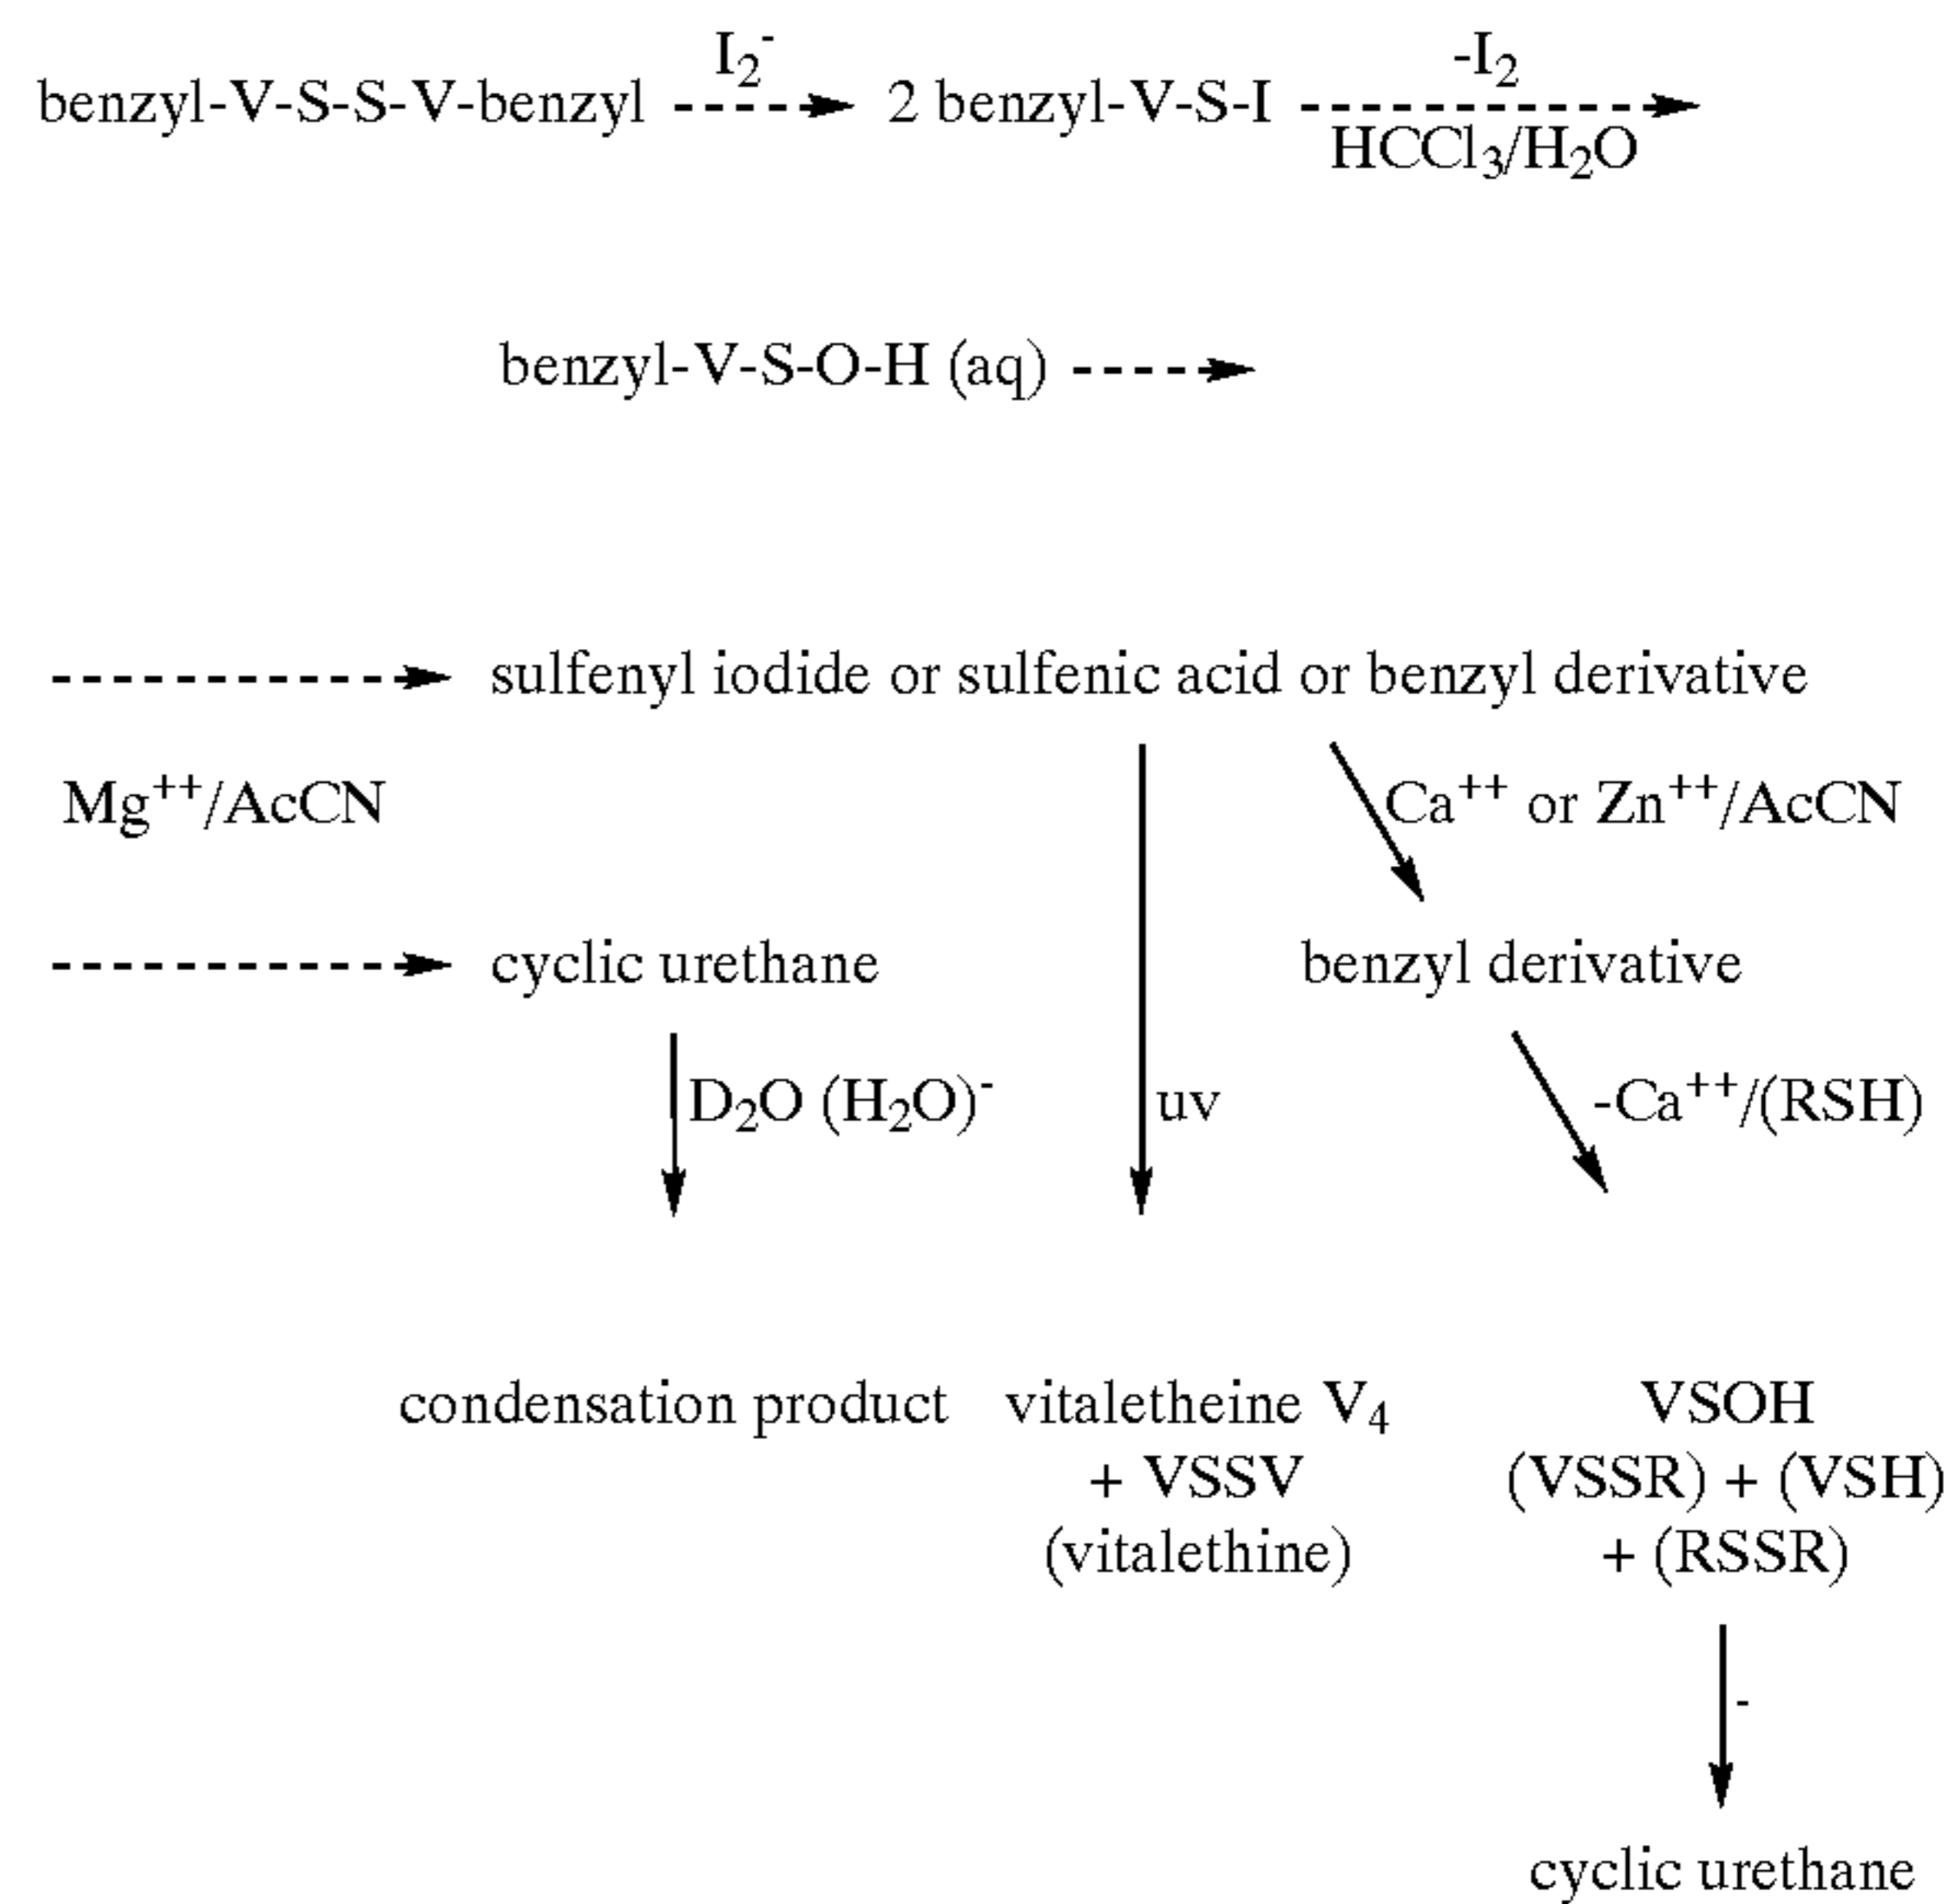 benzyl-V-S-S-V-benzyl I₂⁻ 2 benzyl-V-S-I -I₂
HCCl₃/H₂O
benzyl-V-S-O-H (aq)
sulfenyl iodide or sulfenic acid or benzyl derivative
Mg⁺⁺/AcCN Ca⁺⁺ or Zn⁺⁺/AcCN
cyclic urethane benzyl derivative
D₂O (H₂O)⁻ uv -Ca⁺⁺/(RSH)
condensation product vitaletheine V₄ VSOH
+ VSSV (VSSR) + (VSH)
(vitalethine) + (RSSR)
-
cyclic urethane